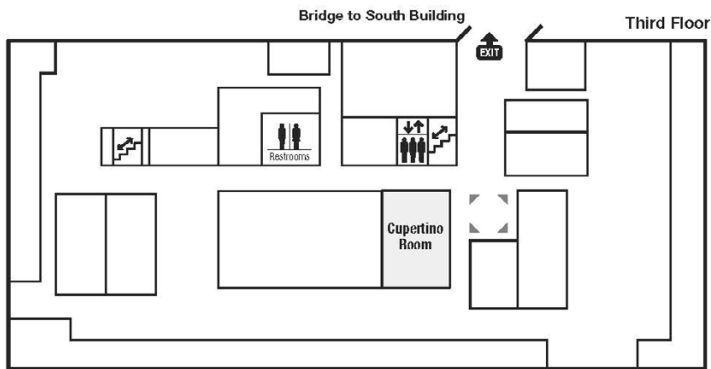 Bridge to South Building
Third Floor
EXIT
Restrooms
Cupertino
Room